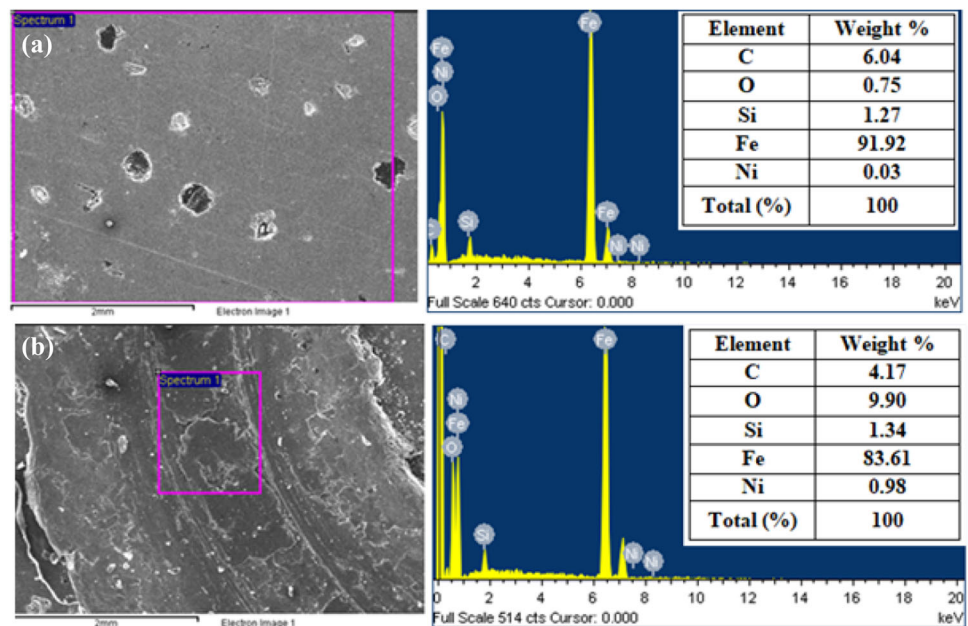 Spectrum 1
(a)
2mm
Electron Image 1
Fe
Ni
O
C
Si
Fe
Fe
Ni
Ni
0 2 4 6 8 10 12 14 16 18 20
Full Scale 640 cts Cursor: 0.000
keV
Element Weight %
C 6.04
O 0.75
Si 1.27
Fe 91.92
Ni 0.03
Total (%) 100
(b)
Spectrum 1
2mm
Electron Image 1
C
Ni
Fe
O
Si
Fe
Ni
Ni
0 2 4 6 8 10 12 14 16 18 20
Full Scale 514 cts Cursor: 0.000
keV
Element Weight %
C 4.17
O 9.90
Si 1.34
Fe 83.61
Ni 0.98
Total (%) 100